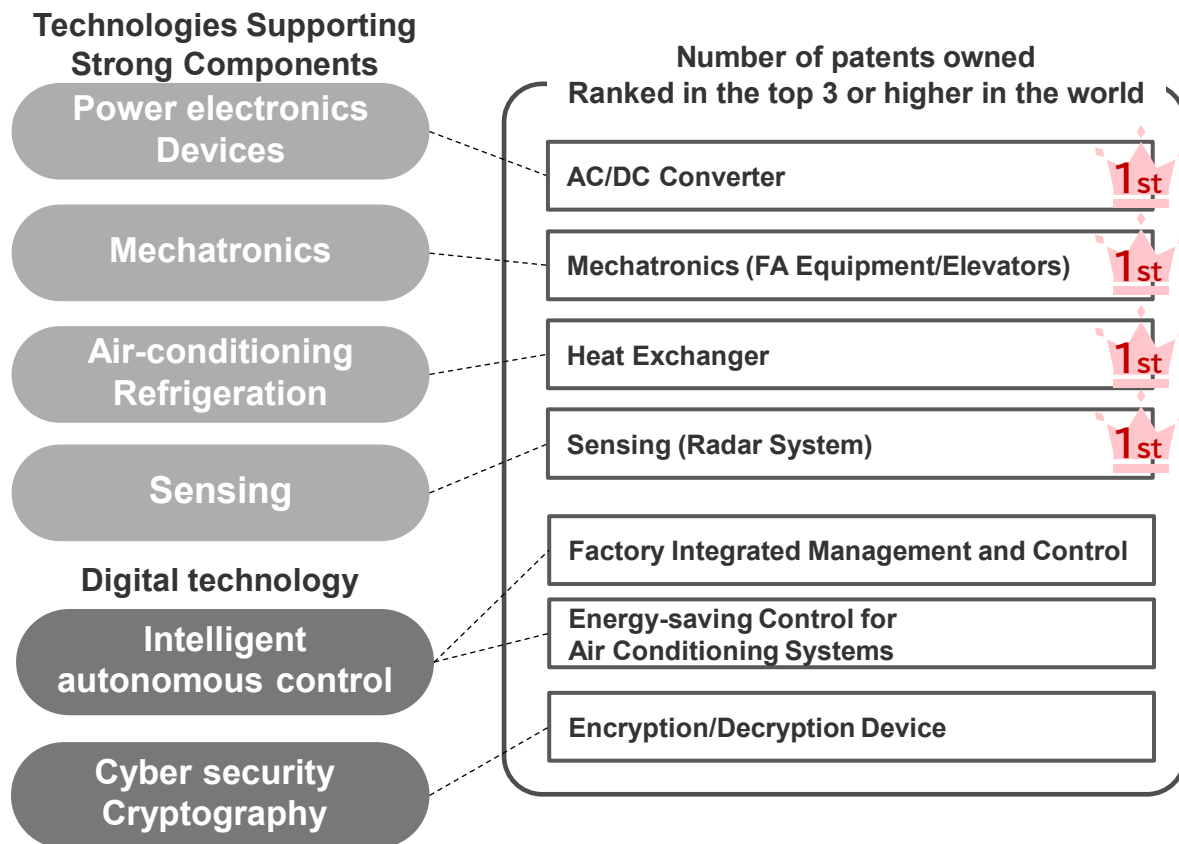 Technologies Supporting
Strong Components
Power electronics
Devices
Mechatronics
Air-conditioning
Refrigeration
Sensing
Digital technology
Intelligent
autonomous control
Cyber security
Cryptography
Number of patents owned
Ranked in the top 3 or higher in the world
AC/DC Converter
1st
Mechatronics (FA Equipment/Elevators)
1st
Heat Exchanger
1st
Sensing (Radar System)
1st
Factory Integrated Management and Control
Energy-saving Control for
Air Conditioning Systems
Encryption/Decryption Device